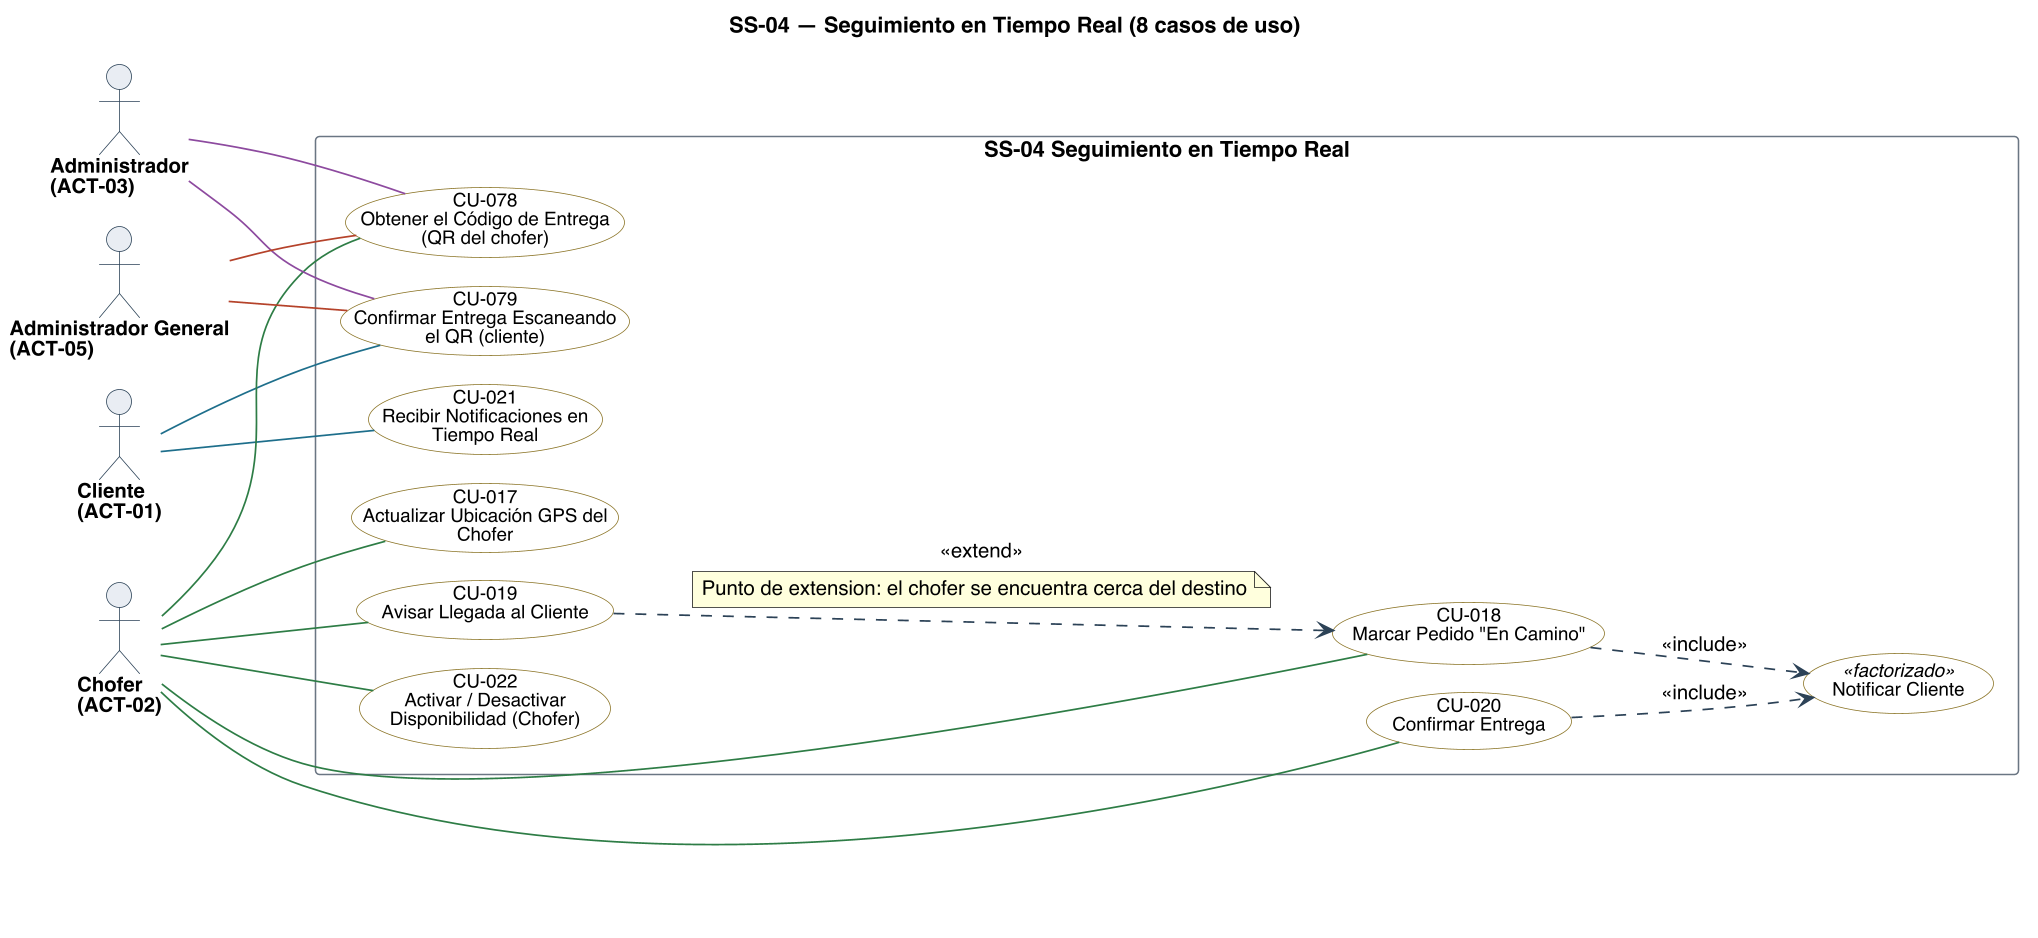 SS-04 — Seguimiento en Tiempo Real (8 casos de uso)
SS-04 Seguimiento en Tiempo Real
Administrador
(ACT-03)
Administrador General
(ACT-05)
Cliente
(ACT-01)
Chofer
(ACT-02)
CU-078
Obtener el Código de Entrega
(QR del chofer)
CU-079
Confirmar Entrega Escaneando
el QR (cliente)
CU-021
Recibir Notificaciones en
Tiempo Real
CU-017
Actualizar Ubicación GPS del
Chofer
CU-019
Avisar Llegada al Cliente
CU-022
Activar / Desactivar
Disponibilidad (Chofer)
«extend»
Punto de extension: el chofer se encuentra cerca del destino
CU-018
Marcar Pedido "En Camino"
CU-020
Confirmar Entrega
«include»
«include»
«factorizado»
Notificar Cliente